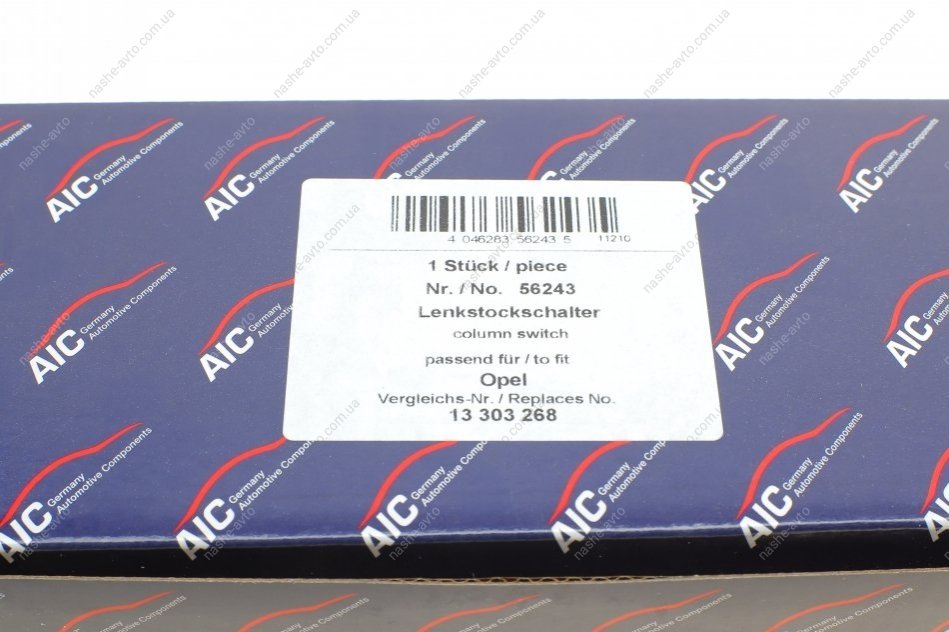 4 046283 56243 5 11210
1 Stück / piece
Nr. / No. 56243
Lenkstockschalter
column switch
passend für / to fit
Opel
Vergleichs-Nr. / Replaces No.
13 303 268
AIC Germany
Automotive Components
nashe-avto.com.ua